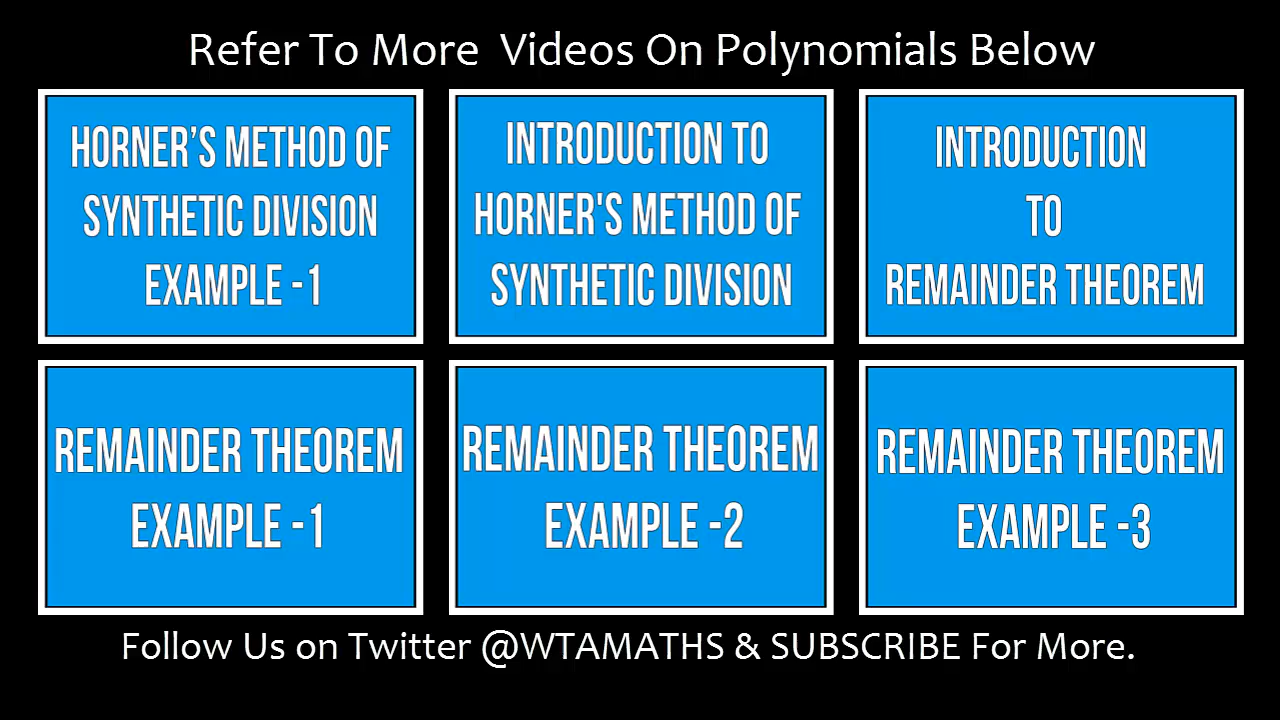 Refer To More Videos On Polynomials Below
HORNER’S METHOD OF
SYNTHETIC DIVISION
EXAMPLE -1
INTRODUCTION TO
HORNER'S METHOD OF
SYNTHETIC DIVISION
INTRODUCTION
TO
REMAINDER THEOREM
REMAINDER THEOREM
EXAMPLE -1
REMAINDER THEOREM
EXAMPLE -2
REMAINDER THEOREM
EXAMPLE -3
Follow Us on Twitter @WTAMATHS & SUBSCRIBE For More.